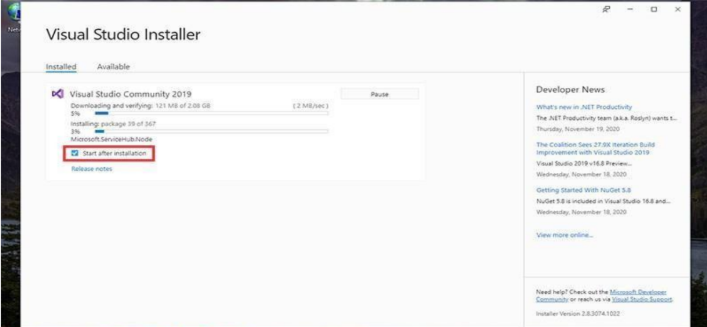 Visual Studio Installer
Installed Available
Visual Studio Community 2019
Pause
Downloading and verifying: 121 MB of 2.08 GB (2 MB/sec)
5%
Installing: package 39 of 367
3%
Microsoft.ServiceHub.Node
Start after installation
Release notes
Developer News
What's new in .NET Productivity
The .NET Productivity team (a.k.a. Roslyn) wants t...
Thursday, November 19, 2020
The Coalition Sees 27.8X Iteration Build
Improvement with Visual Studio 2019
Visual Studio 2019 v16.8 Preview...
Wednesday, November 18, 2020
Getting Started With NuGet 5.8
NuGet 5.8 is included in Visual Studio 16.8 and...
Wednesday, November 18, 2020
View more online...
Need help? Check out the Microsoft Developer
Community or reach us via Visual Studio Support.
Installer Version 2.8.3074.1022